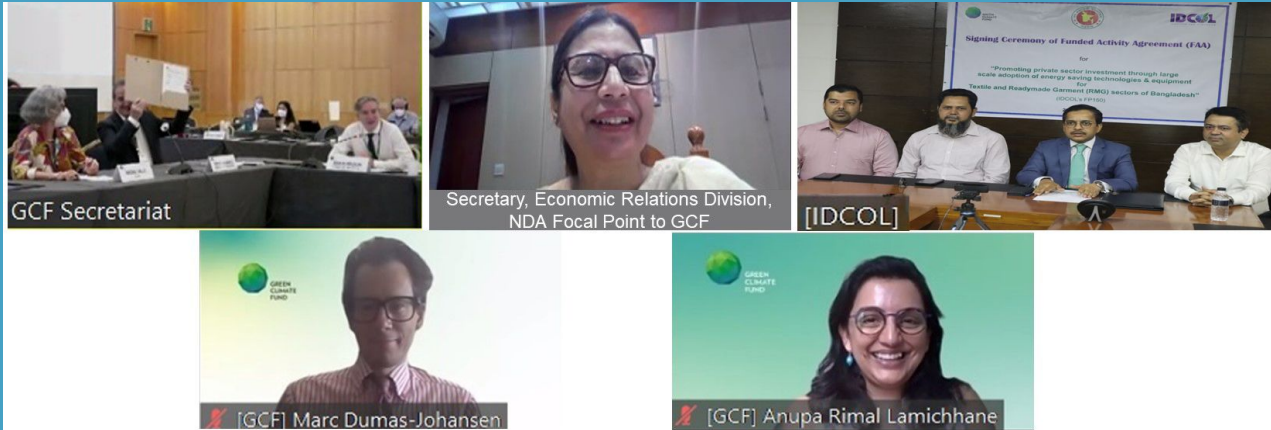 GCF Secretariat
Secretary, Economic Relations Division,
NDA Focal Point to GCF
IDCOL
Signing Ceremony of Funded Activity Agreement (FAA)
for
"Promoting private sector investment through large
scale adoption of energy saving technologies & equipment
for
Textile and Readymade Garment (RMG) sectors of Bangladesh"
(IDCOL's FP150)
[IDCOL]
GREEN
CLIMATE
FUND
[GCF] Marc Dumas-Johansen
GREEN
CLIMATE
FUND
[GCF] Anupa Rimal Lamichhane